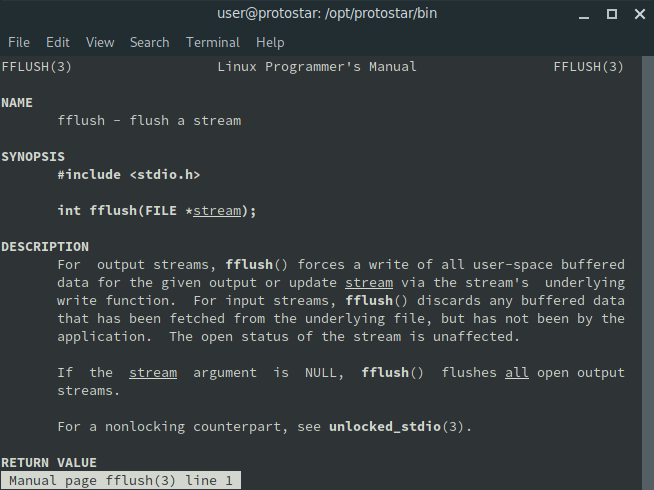 user@protostar: /opt/protostar/bin
File Edit View Search Terminal Help
FFLUSH(3) Linux Programmer's Manual FFLUSH(3)
NAME
fflush - flush a stream
SYNOPSIS
#include <stdio.h>
int fflush(FILE *stream);
DESCRIPTION
For output streams, fflush() forces a write of all user-space buffered
data for the given output or update stream via the stream's underlying
write function. For input streams, fflush() discards any buffered data
that has been fetched from the underlying file, but has not been by the
application. The open status of the stream is unaffected.
If the stream argument is NULL, fflush() flushes all open output
streams.
For a nonlocking counterpart, see unlocked_stdio(3).
RETURN VALUE
Manual page fflush(3) line 1